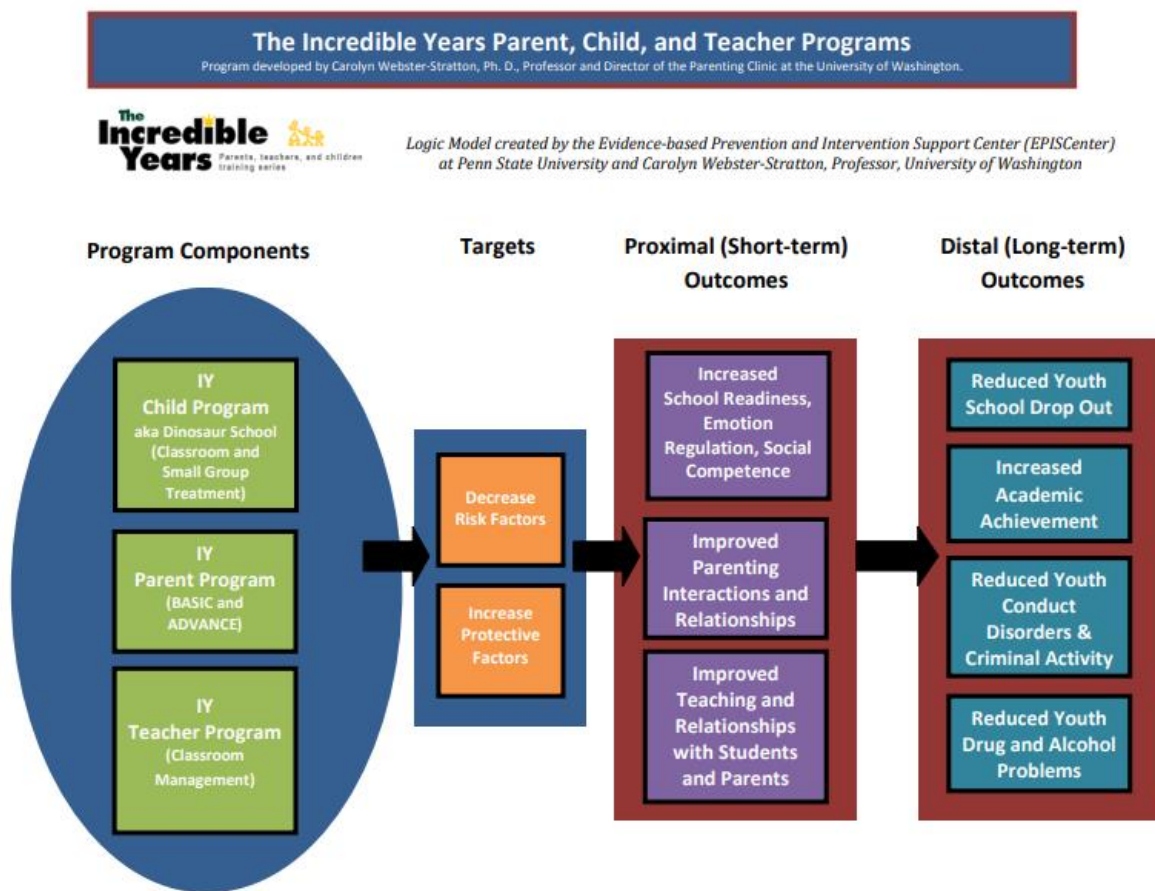 The Incredible Years Parent, Child, and Teacher Programs
Program developed by Carolyn Webster-Stratton, Ph. D., Professor and Director of the Parenting Clinic at the University of Washington.
The
Incredible
Years
Parents, teachers, and children
training series
Logic Model created by the Evidence-based Prevention and Intervention Support Center (EPISCenter)
at Penn State University and Carolyn Webster-Stratton, Professor, University of Washington
Program Components
IY
Child Program
aka Dinosaur School
(Classroom and
Small Group
Treatment)
IY
Parent Program
(BASIC and
ADVANCE)
IY
Teacher Program
(Classroom
Management)
Targets
Decrease
Risk Factors
Increase
Protective
Factors
Proximal (Short-term)
Outcomes
Increased
School Readiness,
Emotion
Regulation, Social
Competence
Improved
Parenting
Interactions and
Relationships
Improved
Teaching and
Relationships
with Students
and Parents
Distal (Long-term)
Outcomes
Reduced Youth
School Drop Out
Increased
Academic
Achievement
Reduced Youth
Conduct
Disorders &
Criminal Activity
Reduced Youth
Drug and Alcohol
Problems